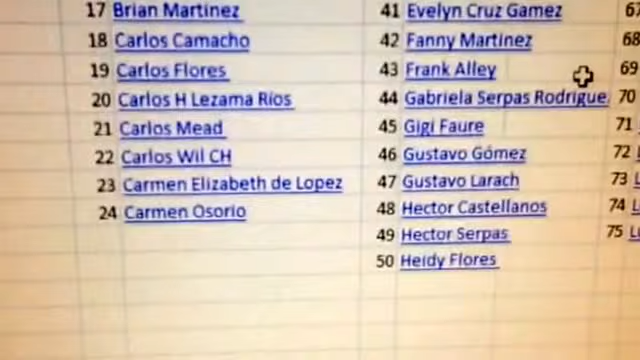 17 Brian Martinez 41 Evelyn Cruz Gamez 67
18 Carlos Camacho 42 Fanny Martinez 68
19 Carlos Flores 43 Frank Alley 69
20 Carlos H Lezama Rios 44 Gabriela Serpas Rodrigue 70
21 Carlos Mead 45 Gigi Faure 71
22 Carlos Wil CH 46 Gustavo Gómez 72
23 Carmen Elizabeth de Lopez 47 Gustavo Larach 73
24 Carmen Osorio 48 Hector Castellanos 74
49 Hector Serpas 75
50 Heidy Flores